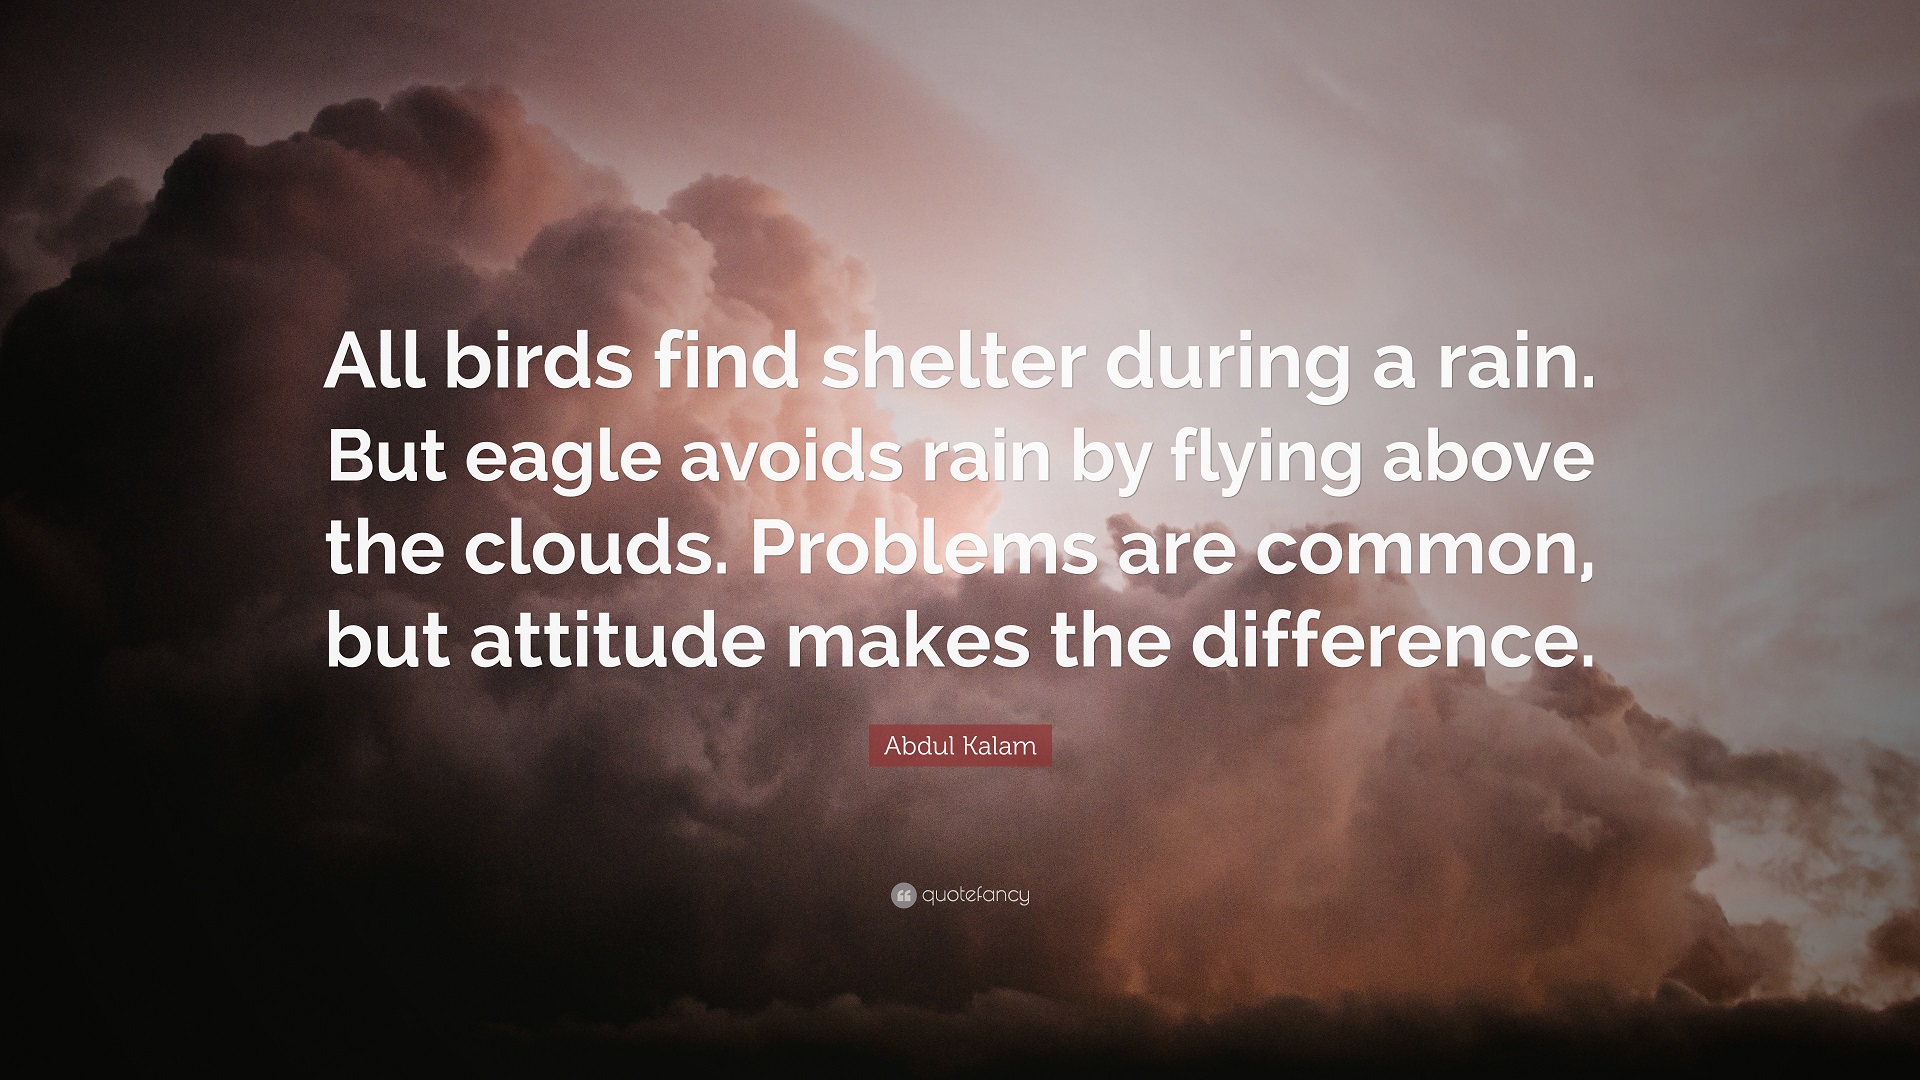 All birds find shelter during a rain.
But eagle avoids rain by flying above
the clouds. Problems are common,
but attitude makes the difference.
Abdul Kalam
quotefancy